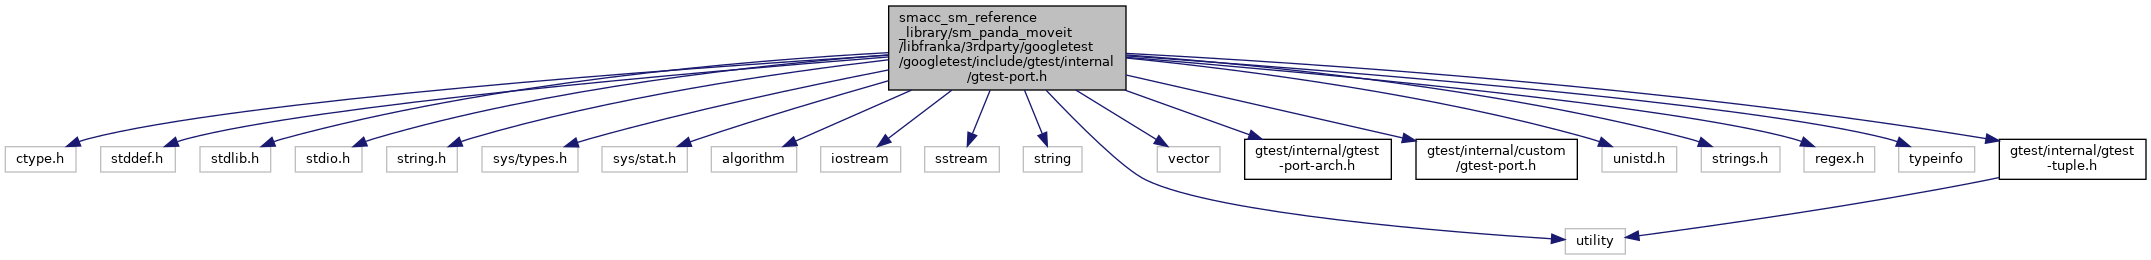 smacc_sm_reference
_library/sm_panda_moveit
/libfranka/3rdparty/googletest
/googletest/include/gtest/internal
/gtest-port.h
ctype.h
stddef.h
stdlib.h
stdio.h
string.h
sys/types.h
sys/stat.h
algorithm
iostream
sstream
string
vector
gtest/internal/gtest
-port-arch.h
gtest/internal/custom
/gtest-port.h
unistd.h
strings.h
regex.h
typeinfo
gtest/internal/gtest
-tuple.h
utility